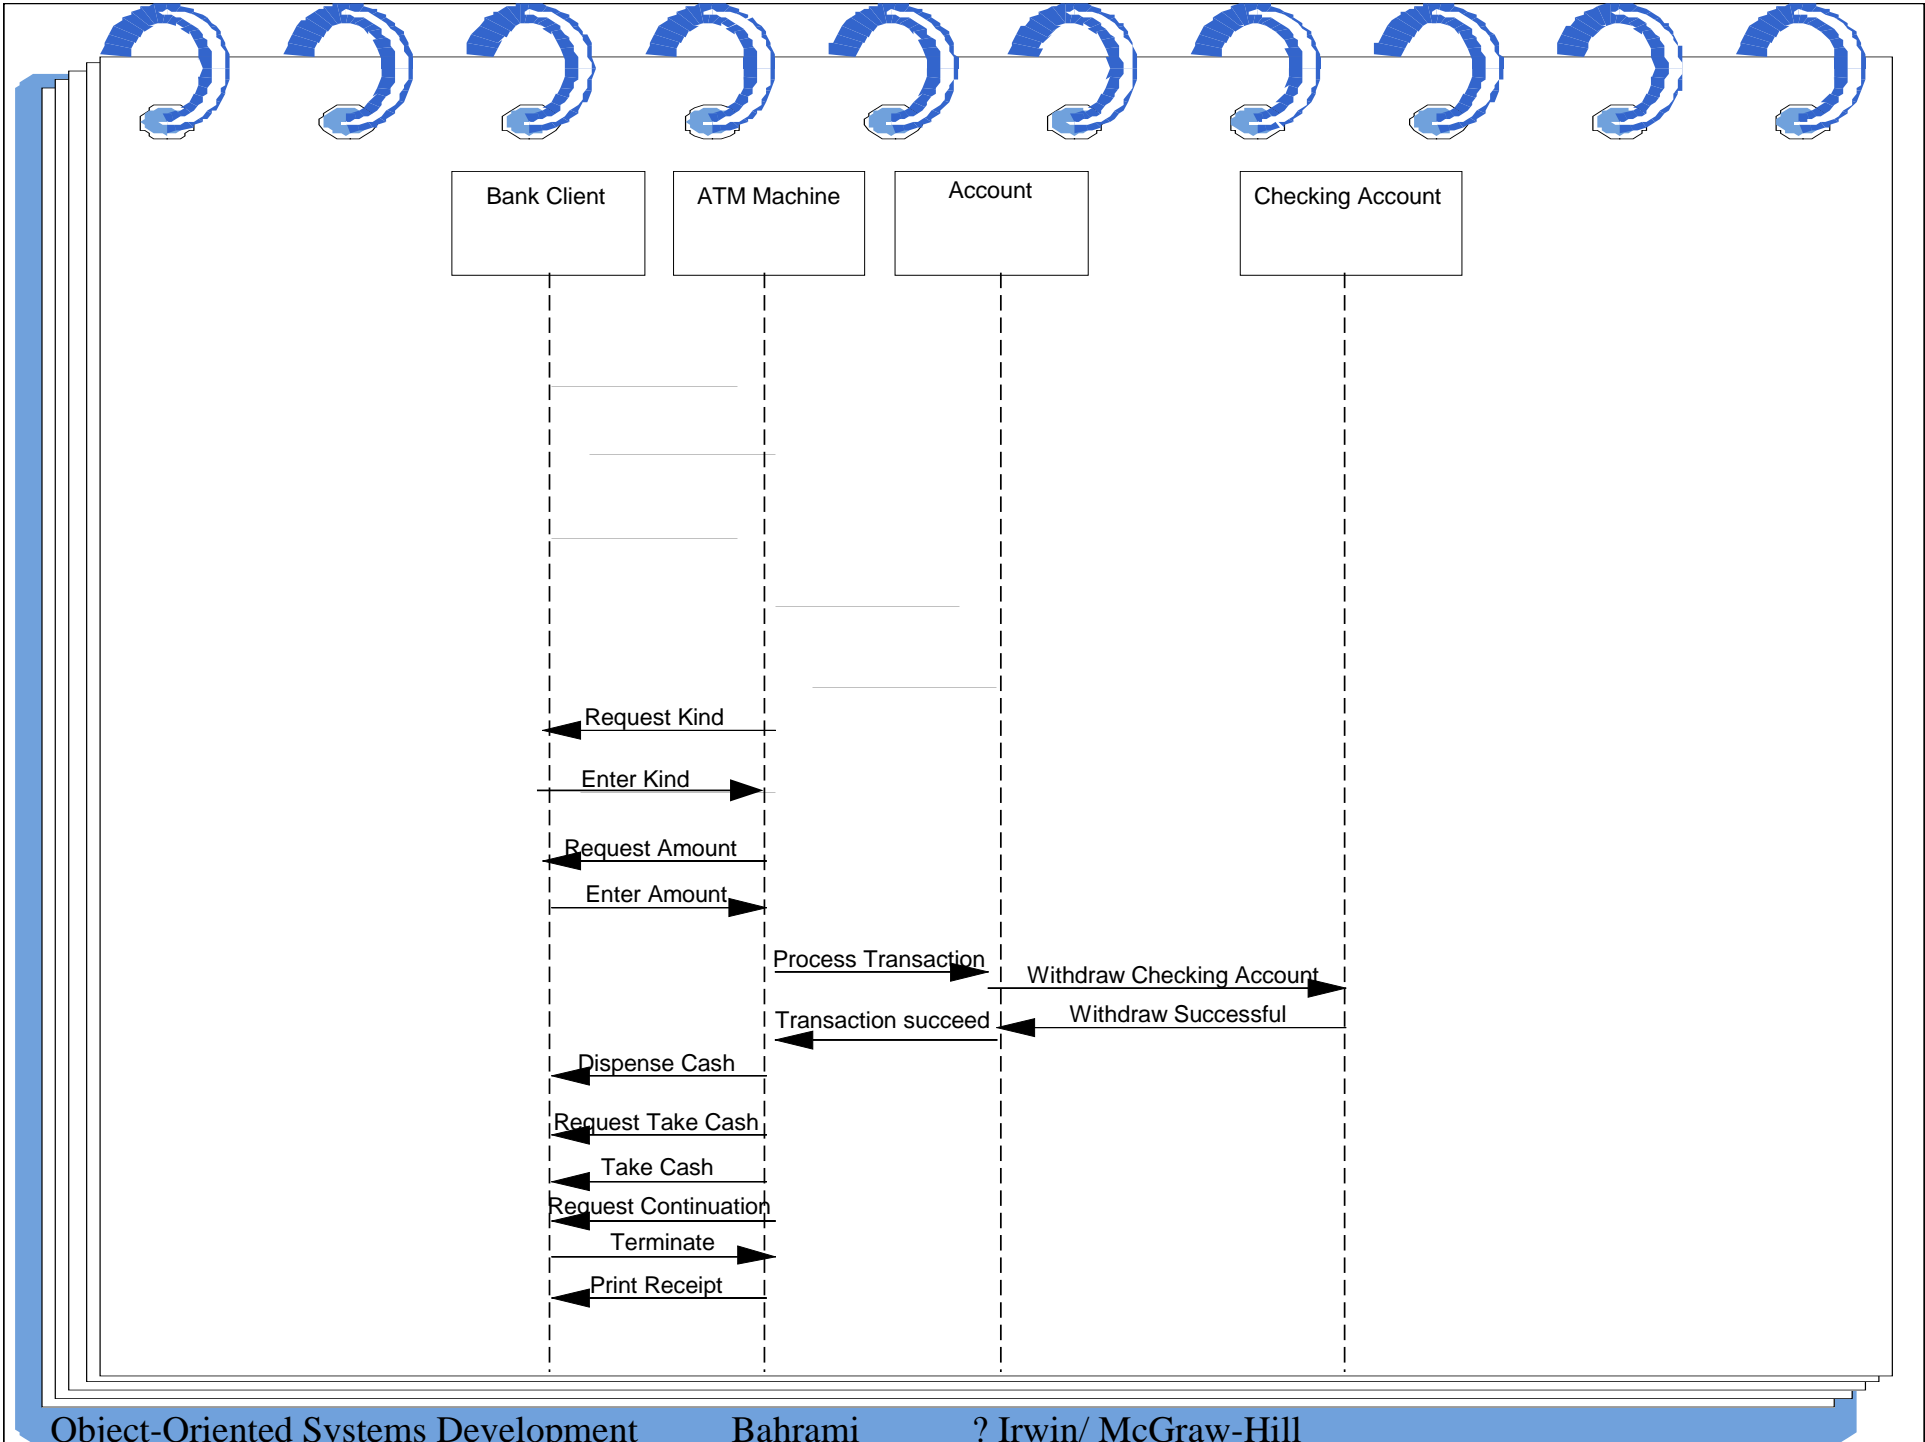 Bank Client
ATM Machine
Account
Checking Account
Request Kind
Enter Kind
Request Amount
Enter Amount
Process Transaction
Withdraw Checking Account
Withdraw Successful
Transaction succeed
Dispense Cash
Request Take Cash
Take Cash
Request Continuation
Terminate
Print Receipt
Object-Oriented Systems Development Bahrami ? Irwin/ McGraw-Hill